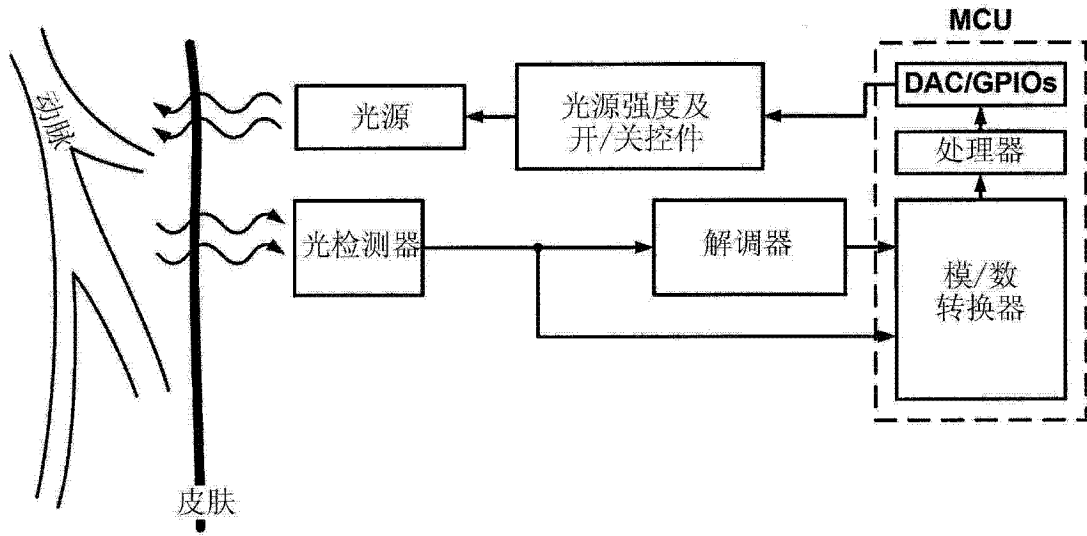 MCU
动脉
光源
光源强度及
开/关控件
DAC/GPIOs
处理器
光检测器
解调器
模/数
转换器
皮肤